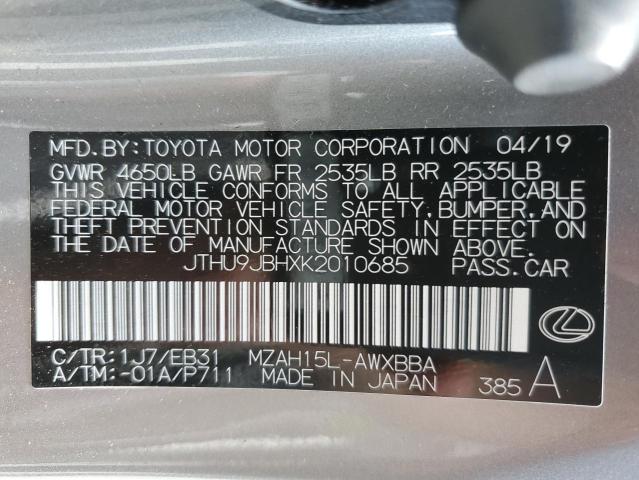 MFD.BY:TOYOTA MOTOR CORPORATION 04/19
GVWR 4650LB GAWR FR 2535LB RR 2535LB
THIS VEHICLE CONFORMS TO ALL APPLICABLE
FEDERAL MOTOR VEHICLE SAFETY,BUMPER,AND
THEFT PREVENTION STANDARDS IN EFFECT ON
THE DATE OF MANUFACTURE SHOWN ABOVE.
JTHU9JBHXK2010685 PASS.CAR
C/TR:1J7/EB31 MZAH15L-AWXBBA
A/TM:-01A/P711 MADE IN JAPAN 385 A